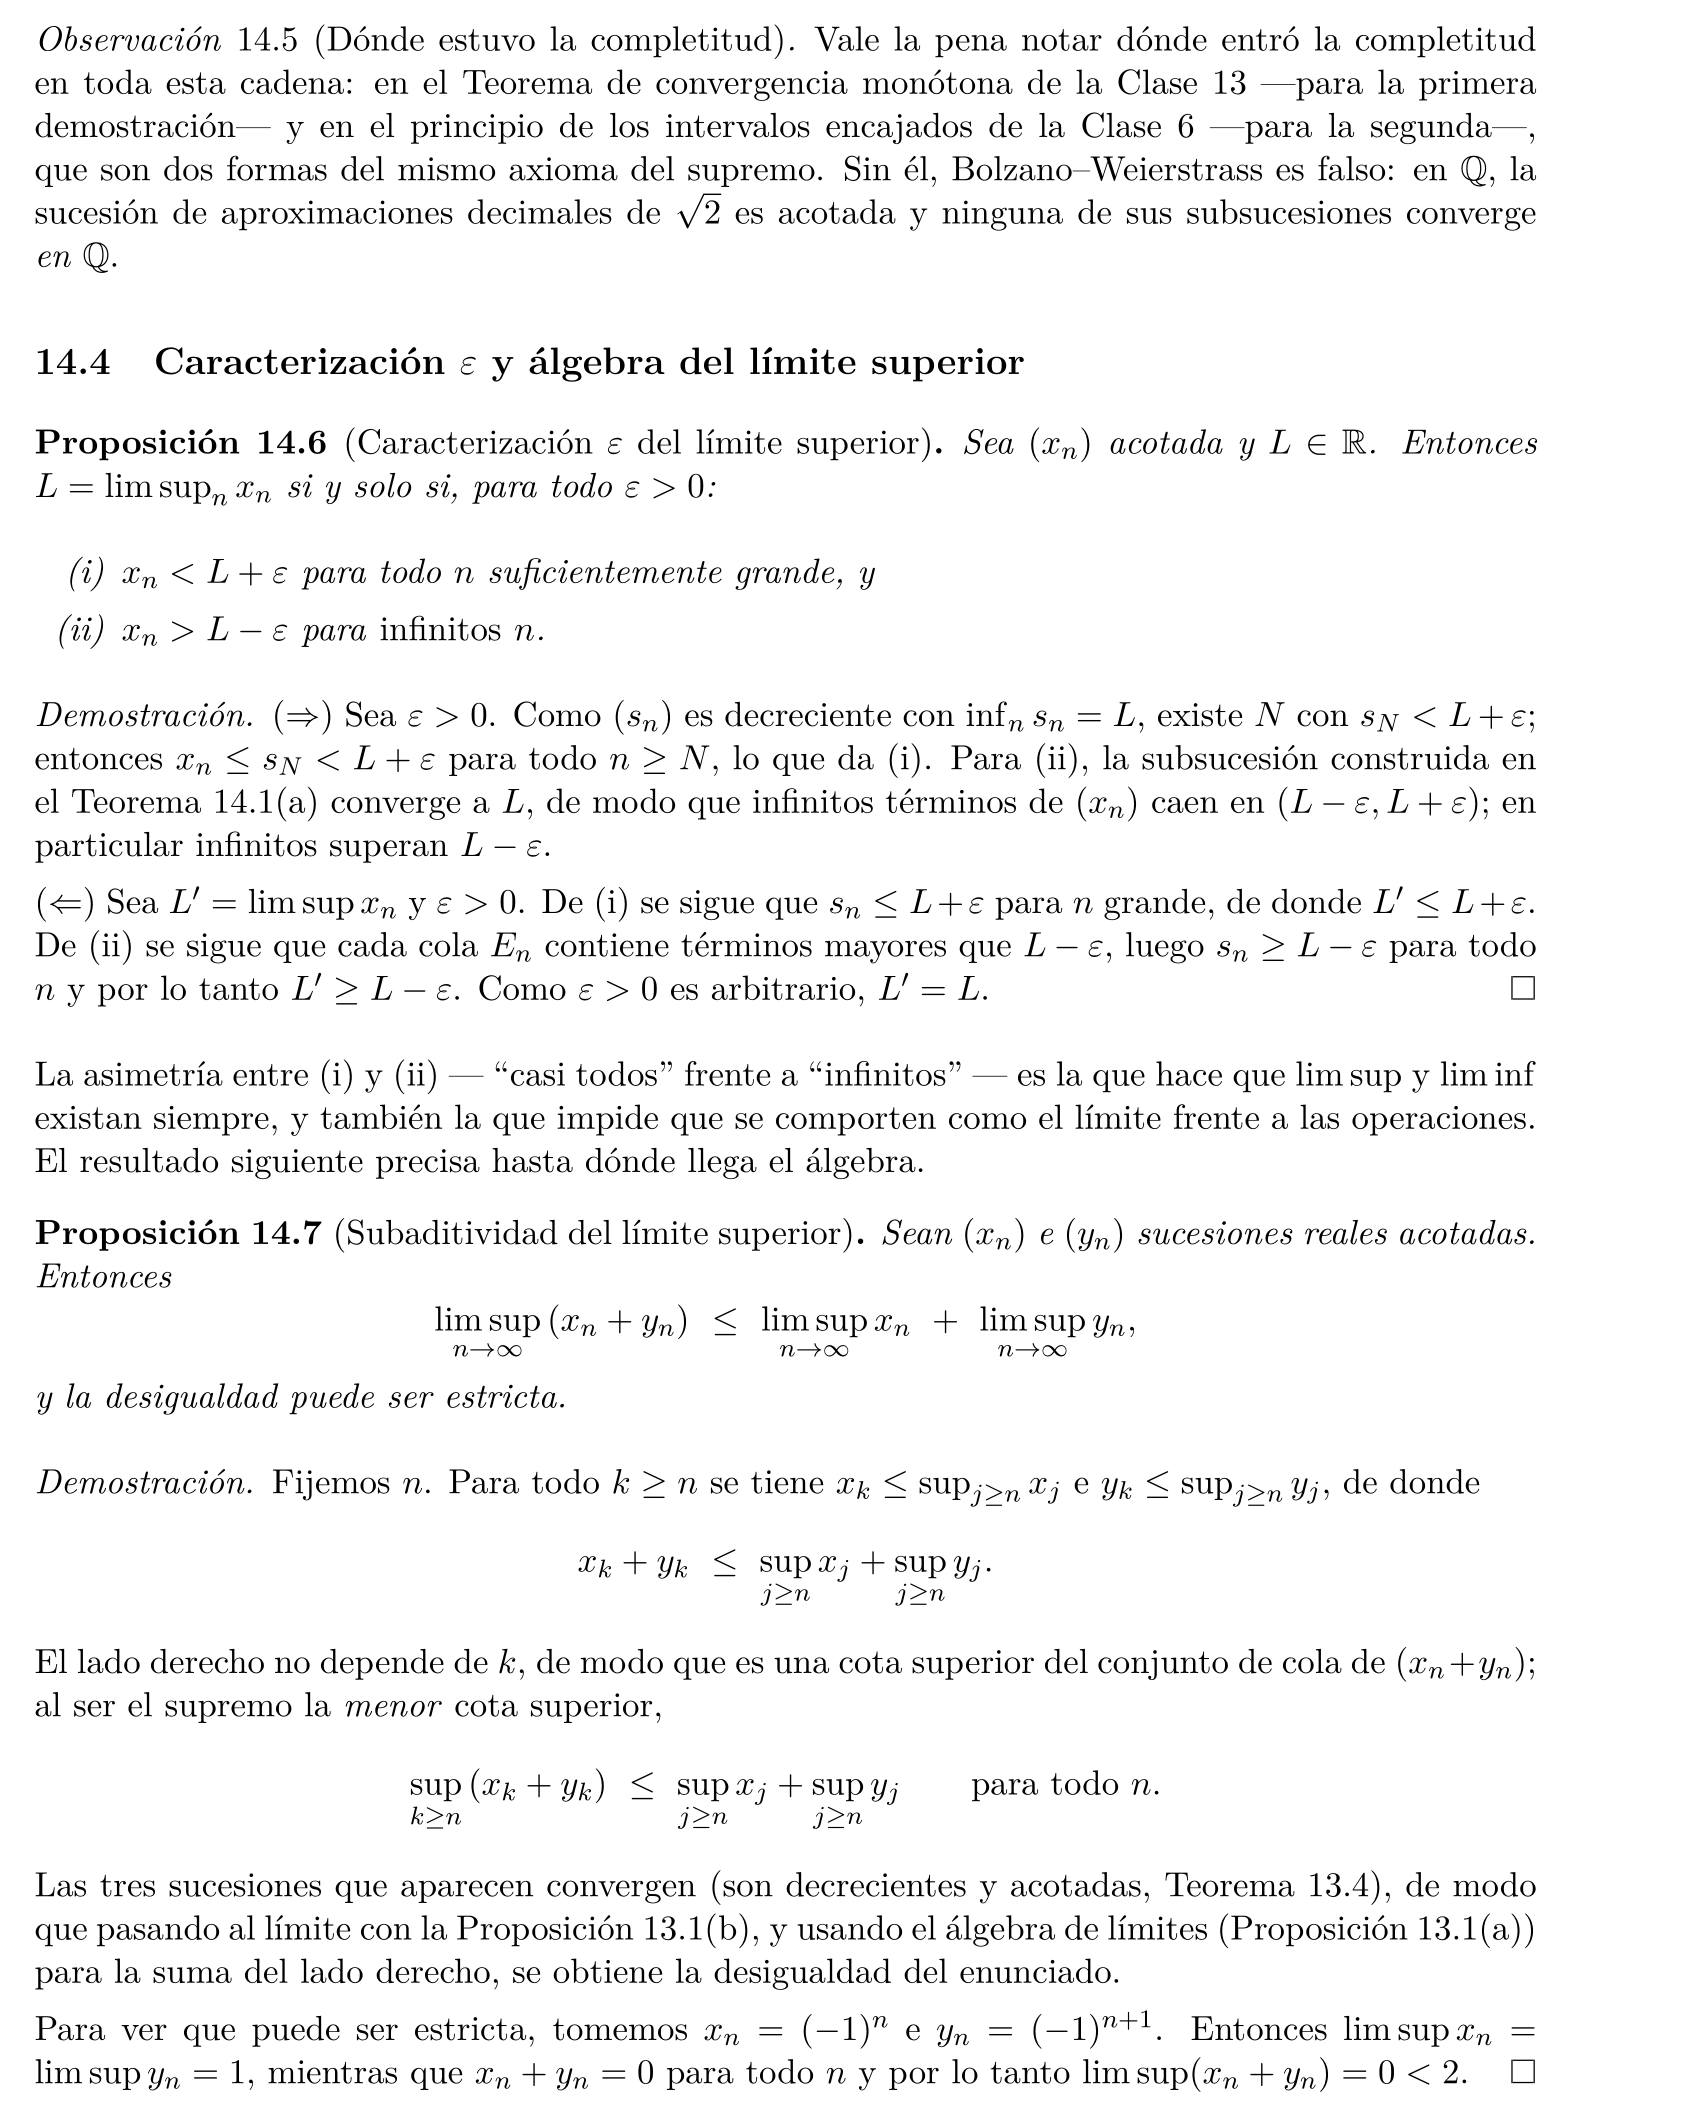 Observación 14.5 (Dónde estuvo la completitud). Vale la pena notar dónde entró la completitud
en toda esta cadena: en el Teorema de convergencia monótona de la Clase 13 —para la primera
demostración— y en el principio de los intervalos encajados de la Clase 6 —para la segunda—,
que son dos formas del mismo axioma del supremo. Sin él, Bolzano–Weierstrass es falso: en ℚ, la
sucesión de aproximaciones decimales de √2 es acotada y ninguna de sus subsucesiones converge
en ℚ.
14.4 Caracterización ε y álgebra del límite superior
Proposición 14.6 (Caracterización ε del límite superior). Sea (xₙ) acotada y L ∈ ℝ. Entonces
L = lim supₙ xₙ si y solo si, para todo ε > 0:
(i) xₙ < L + ε para todo n suficientemente grande, y
(ii) xₙ > L − ε para infinitos n.
Demostración. (⇒) Sea ε > 0. Como (sₙ) es decreciente con infₙ sₙ = L, existe N con s_N < L + ε;
entonces xₙ ≤ s_N < L + ε para todo n ≥ N, lo que da (i). Para (ii), la subsucesión construida en
el Teorema 14.1(a) converge a L, de modo que infinitos términos de (xₙ) caen en (L − ε, L + ε); en
particular infinitos superan L − ε.
(⇐) Sea L′ = lim sup xₙ y ε > 0. De (i) se sigue que sₙ ≤ L + ε para n grande, de donde L′ ≤ L + ε.
De (ii) se sigue que cada cola Eₙ contiene términos mayores que L − ε, luego sₙ ≥ L − ε para todo
n y por lo tanto L′ ≥ L − ε. Como ε > 0 es arbitrario, L′ = L. □
La asimetría entre (i) y (ii) — “casi todos” frente a “infinitos” — es la que hace que lim sup y lim inf
existan siempre, y también la que impide que se comporten como el límite frente a las operaciones.
El resultado siguiente precisa hasta dónde llega el álgebra.
Proposición 14.7 (Subaditividad del límite superior). Sean (xₙ) e (yₙ) sucesiones reales acotadas.
Entonces
lim sup_{n→∞} (xₙ + yₙ) ≤ lim sup_{n→∞} xₙ + lim sup_{n→∞} yₙ,
y la desigualdad puede ser estricta.
Demostración. Fijemos n. Para todo k ≥ n se tiene x_k ≤ sup_{j≥n} x_j e y_k ≤ sup_{j≥n} y_j, de donde
x_k + y_k ≤ sup_{j≥n} x_j + sup_{j≥n} y_j.
El lado derecho no depende de k, de modo que es una cota superior del conjunto de cola de (xₙ+yₙ);
al ser el supremo la menor cota superior,
sup_{k≥n} (x_k + y_k) ≤ sup_{j≥n} x_j + sup_{j≥n} y_j para todo n.
Las tres sucesiones que aparecen convergen (son decrecientes y acotadas, Teorema 13.4), de modo
que pasando al límite con la Proposición 13.1(b), y usando el álgebra de límites (Proposición 13.1(a))
para la suma del lado derecho, se obtiene la desigualdad del enunciado.
Para ver que puede ser estricta, tomemos xₙ = (−1)ⁿ e yₙ = (−1)ⁿ⁺¹. Entonces lim sup xₙ =
lim sup yₙ = 1, mientras que xₙ + yₙ = 0 para todo n y por lo tanto lim sup(xₙ + yₙ) = 0 < 2. □